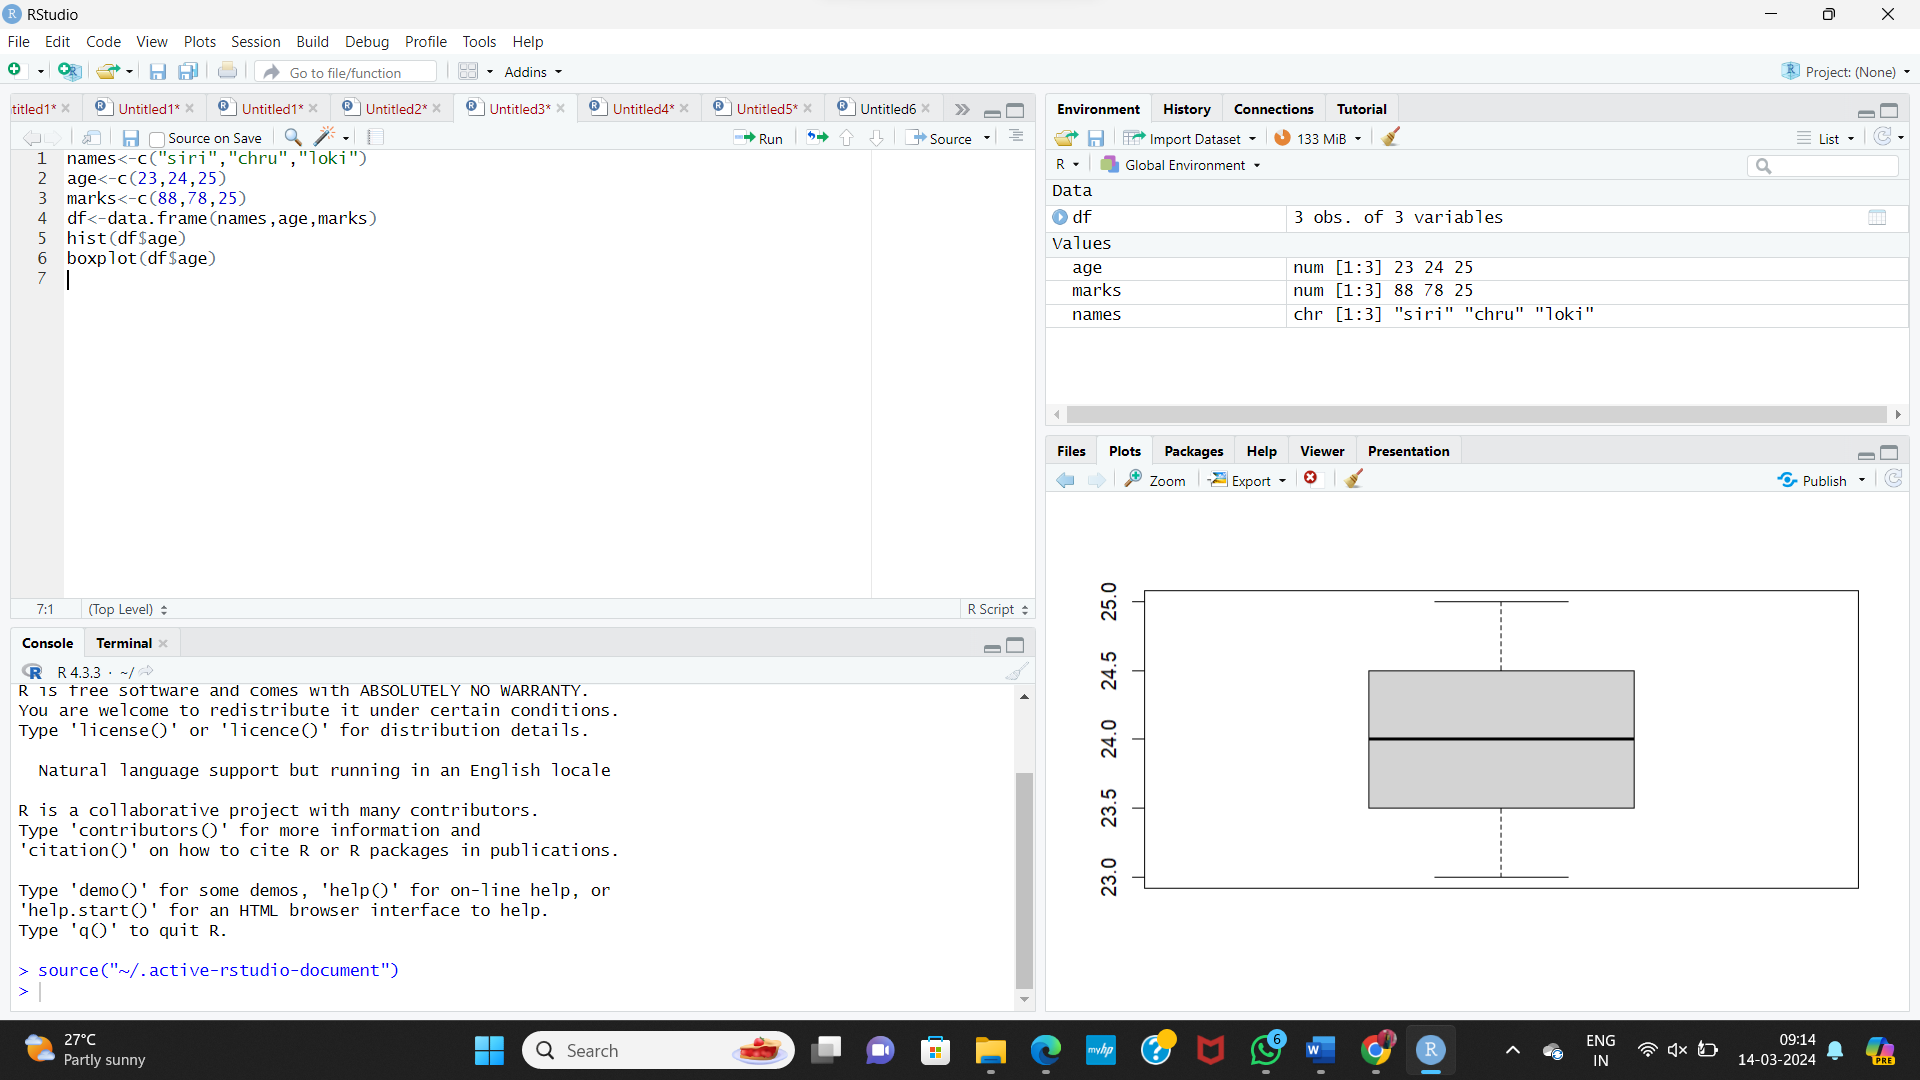 RStudio
File Edit Code View Plots Session Build Debug Profile Tools Help
Go to file/function Addins Project: (None)
titled1* Untitled1* Untitled1* Untitled2* Untitled3* Untitled4* Untitled5* Untitled6
Source on Save Run Source
1 names<-c("siri","chru","loki")
2 age<-c(23,24,25)
3 marks<-c(88,78,25)
4 df<-data.frame(names,age,marks)
5 hist(df$age)
6 boxplot(df$age)
7
7:1 (Top Level) R Script
Console Terminal
R 4.3.3 · ~/
R is free software and comes with ABSOLUTELY NO WARRANTY.
You are welcome to redistribute it under certain conditions.
Type 'license()' or 'licence()' for distribution details.
Natural language support but running in an English locale
R is a collaborative project with many contributors.
Type 'contributors()' for more information and
'citation()' on how to cite R or R packages in publications.
Type 'demo()' for some demos, 'help()' for on-line help, or
'help.start()' for an HTML browser interface to help.
Type 'q()' to quit R.
> source("~/.active-rstudio-document")
>
Environment History Connections Tutorial
Import Dataset 133 MiB List
R Global Environment
Data
df 3 obs. of 3 variables
Values
age num [1:3] 23 24 25
marks num [1:3] 88 78 25
names chr [1:3] "siri" "chru" "loki"
Files Plots Packages Help Viewer Presentation
Zoom Export Publish
25.0
24.5
24.0
23.5
23.0
27°C
Partly sunny
Search
myhp
6
ENG
IN
09:14
14-03-2024
PRE